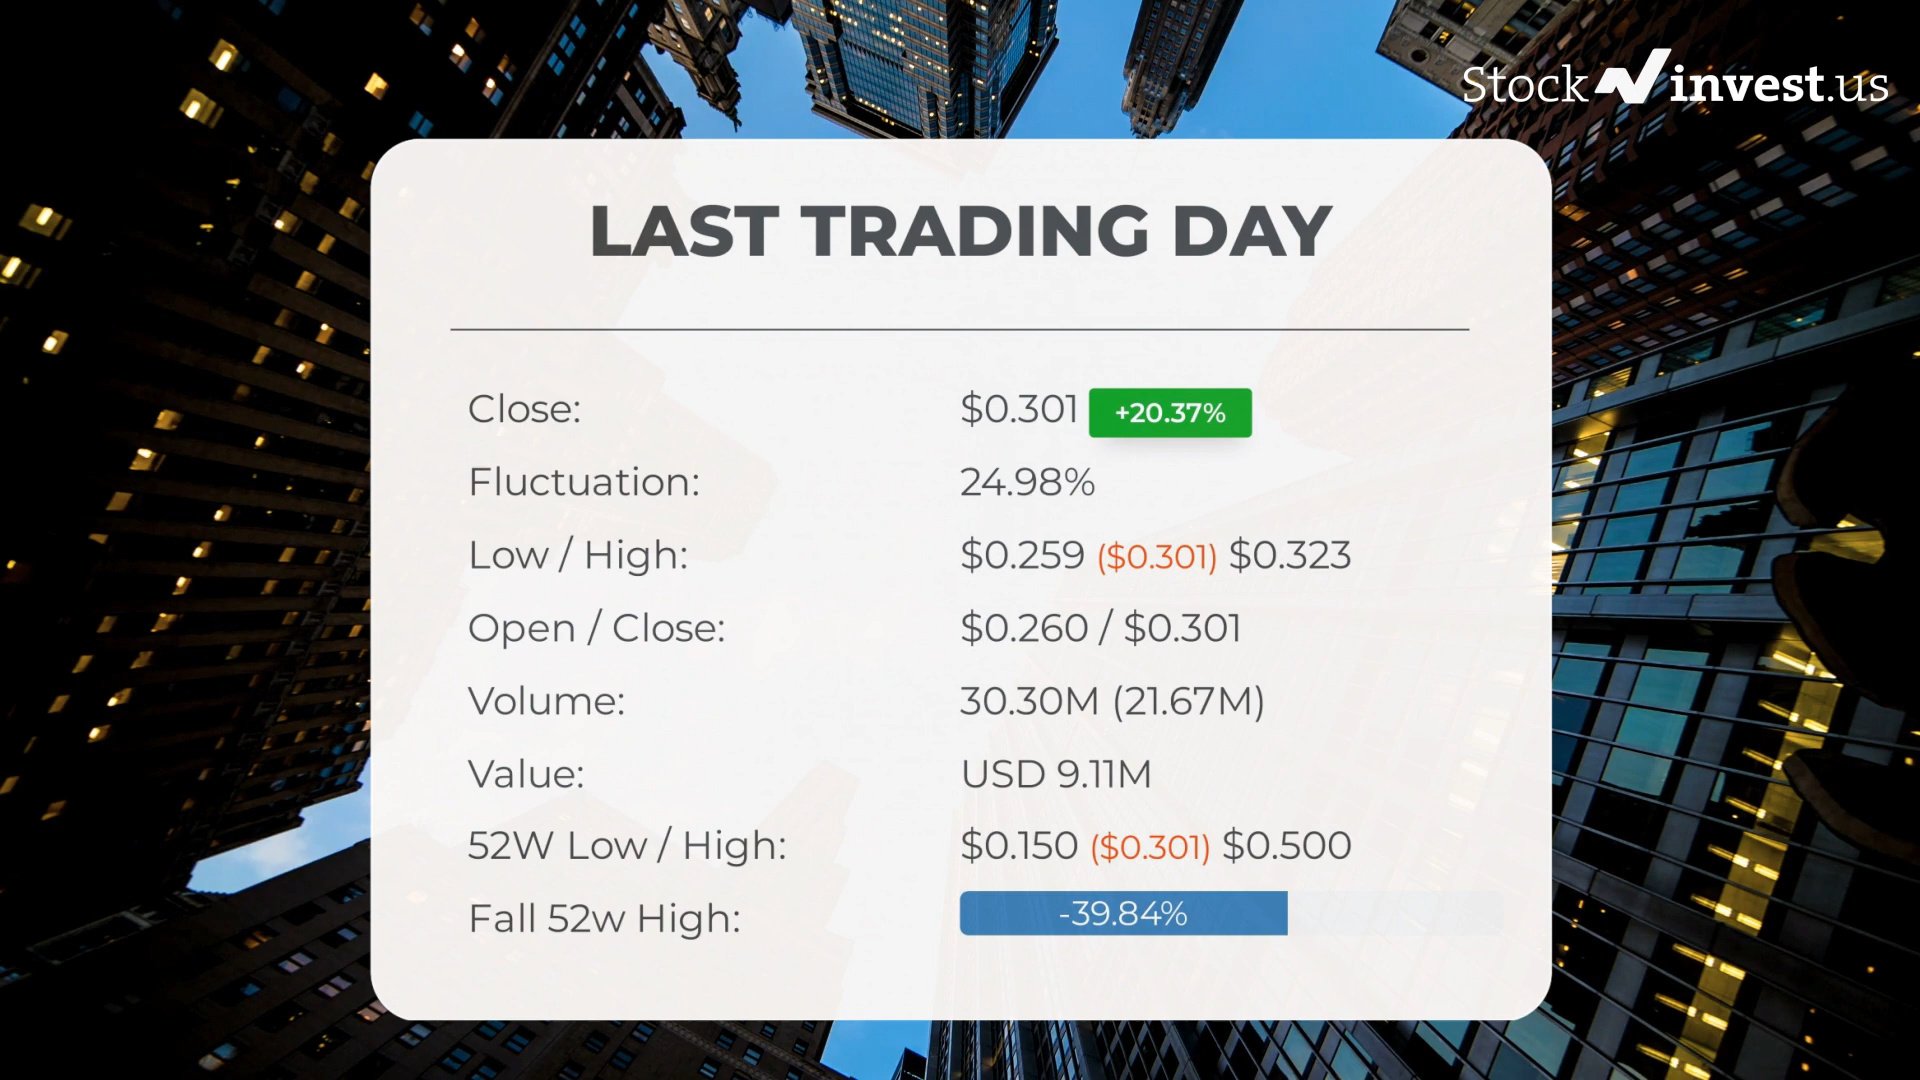 Stock invest.us
LAST TRADING DAY
Close: $0.301 +20.37%
Fluctuation: 24.98%
Low / High: $0.259 ($0.301) $0.323
Open / Close: $0.260 / $0.301
Volume: 30.30M (21.67M)
Value: USD 9.11M
52W Low / High: $0.150 ($0.301) $0.500
Fall 52w High: -39.84%